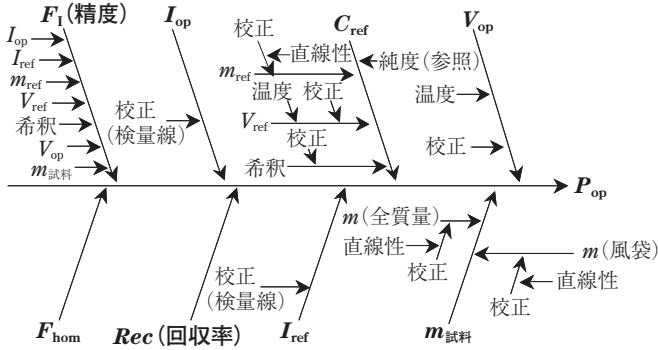 F_I(精度)
I_op
C_ref
V_op
I_op
I_ref
m_ref
V_ref
希釈
V_op
m_試料
校正
(検量線)
校正
直線性
m_ref
純度(参照)
温度
校正
V_ref
校正
希釈
温度
校正
P_op
m(全質量)
直線性
校正
m(風袋)
直線性
校正
校正
(検量線)
F_hom
Rec(回収率)
I_ref
m_試料